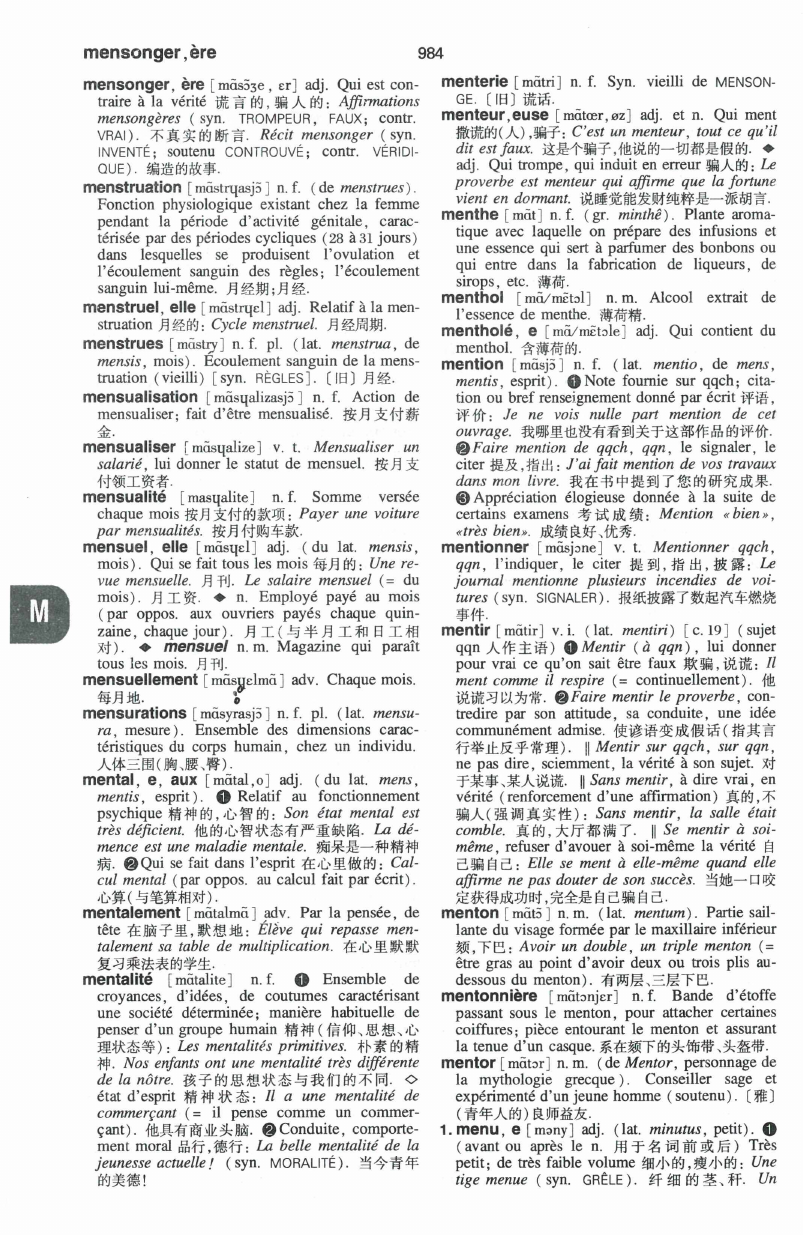 mensonger,ère
984
mensonger, ère [mɑ̃sɔ̃ʒe, ɛr] adj. Qui est con-
traire à la vérité 谎言的,骗人的: Affirmations
mensongères ( syn. TROMPEUR, FAUX; contr.
VRAI). 不真实的断言. Récit mensonger ( syn.
INVENTÉ; soutenu CONTROUVÉ; contr. VÉRIDI-
QUE). 编造的故事.
menstruation [mɑ̃stryasjɔ̃] n. f. (de menstrues).
Fonction physiologique existant chez la femme
pendant la période d'activité génitale, carac-
térisée par des périodes cycliques (28 à 31 jours)
dans lesquelles se produisent l'ovulation et
l'écoulement sanguin des règles; l'écoulement
sanguin lui-même. 月经期;月经.
menstruel, elle [mɑ̃stryɛl] adj. Relatif à la men-
struation 月经的: Cycle menstruel. 月经周期.
menstrues [mɑ̃stry] n. f. pl. (lat. menstrua, de
mensis, mois). Écoulement sanguin de la mens-
truation (vieilli) [syn. RÈGLES]. 〔旧〕月经.
mensualisation [mɑ̃sɥalizasjɔ̃] n. f. Action de
mensualiser; fait d'être mensualisé. 按月支付薪
金.
mensualiser [mɑ̃sɥalize] v. t. Mensualiser un
salarié, lui donner le statut de mensuel. 按月支
付领工资者.
mensualité [masɥalite] n. f. Somme versée
chaque mois 按月支付的款项: Payer une voiture
par mensualités. 按月付购车款.
mensuel, elle [mɑ̃sɥɛl] adj. (du lat. mensis,
mois). Qui se fait tous les mois 每月的: Une re-
vue mensuelle. 月刊. Le salaire mensuel (= du
mois). 月工资. ◆ n. Employé payé au mois
(par oppos. aux ouvriers payés chaque quin-
zaine, chaque jour). 月工(与半月工和日工相
对). ◆ mensuel n. m. Magazine qui paraît
tous les mois. 月刊.
mensuellement [mɑ̃sɥɛlmɑ̃] adv. Chaque mois.
每月地.
mensurations [mɑ̃syrasjɔ̃] n. f. pl. (lat. mensu-
ra, mesure). Ensemble des dimensions carac-
téristiques du corps humain, chez un individu.
人体三围(胸、腰、臀).
mental, e, aux [mɑ̃tal,o] adj. (du lat. mens,
mentis, esprit). ❶ Relatif au fonctionnement
psychique 精神的,心智的: Son état mental est
très déficient. 他的心智状态有严重缺陷. La dé-
mence est une maladie mentale. 痴呆是一种精神
病. ❷Qui se fait dans l'esprit 在心里做的: Cal-
cul mental (par oppos. au calcul fait par écrit).
心算(与笔算相对).
mentalement [mɑ̃talmɑ̃] adv. Par la pensée, de
tête 在脑子里,默想地: Élève qui repasse men-
talement sa table de multiplication. 在心里默默
复习乘法表的学生.
mentalité [mɑ̃talite] n. f. ❶ Ensemble de
croyances, d'idées, de coutumes caractérisant
une société déterminée; manière habituelle de
penser d'un groupe humain 精神(信仰、思想、心
理状态等): Les mentalités primitives. 朴素的精
神. Nos enfants ont une mentalité très différente
de la nôtre. 孩子的思想状态与我们的不同. ◇
état d'esprit 精神状态: Il a une mentalité de
commerçant (= il pense comme un commer-
çant). 他具有商业头脑. ❷Conduite, comporte-
ment moral 品行,德行: La belle mentalité de la
jeunesse actuelle! (syn. MORALITÉ). 当今青年
的美德!
M
menterie [mɑ̃tri] n. f. Syn. vieilli de MENSON-
GE. 〔旧〕谎话.
menteur,euse [mɑ̃tœr,øz] adj. et n. Qui ment
撒谎的(人),骗子: C'est un menteur, tout ce qu'il
dit est faux. 这是个骗子,他说的一切都是假的. ◆
adj. Qui trompe, qui induit en erreur 骗人的: Le
proverbe est menteur qui affirme que la fortune
vient en dormant. 说睡觉能发财纯粹是一派胡言.
menthe [mɑ̃t] n. f. (gr. minthê). Plante aroma-
tique avec laquelle on prépare des infusions et
une essence qui sert à parfumer des bonbons ou
qui entre dans la fabrication de liqueurs, de
sirops, etc. 薄荷.
menthol [mɑ̃/mɛ̃tɔl] n. m. Alcool extrait de
l'essence de menthe. 薄荷精.
mentholé, e [mɑ̃/mɛ̃tɔle] adj. Qui contient du
menthol. 含薄荷的.
mention [mɑ̃sjɔ̃] n. f. (lat. mentio, de mens,
mentis, esprit). ❶Note fournie sur qqch; cita-
tion ou bref renseignement donné par écrit 评语,
评价: Je ne vois nulle part mention de cet
ouvrage. 我哪里也没有看到关于这部作品的评价.
❷Faire mention de qqch, qqn, le signaler, le
citer 提及,指出: J'ai fait mention de vos travaux
dans mon livre. 我在书中提到了您的研究成果.
❸Appréciation élogieuse donnée à la suite de
certains examens 考试成绩: Mention «bien»,
«très bien». 成绩良好、优秀.
mentionner [mɑ̃sjɔne] v. t. Mentionner qqch,
qqn, l'indiquer, le citer 提到,指出,披露: Le
journal mentionne plusieurs incendies de voi-
tures (syn. SIGNALER). 报纸披露了数起汽车燃烧
事件.
mentir [mɑ̃tir] v. i. (lat. mentiri) [c. 19] (sujet
qqn 人作主语) ❶Mentir (à qqn), lui donner
pour vrai ce qu'on sait être faux 欺骗,说谎: Il
ment comme il respire (= continuellement). 他
说谎习以为常. ❷Faire mentir le proverbe, con-
tredire par son attitude, sa conduite, une idée
communément admise. 使谚语变成假话(指其言
行举止反乎常理). ‖ Mentir sur qqch, sur qqn,
ne pas dire, sciemment, la vérité à son sujet. 对
于某事、某人说谎. ‖ Sans mentir, à dire vrai, en
vérité (renforcement d'une affirmation) 真的,不
骗人(强调真实性): Sans mentir, la salle était
comble. 真的,大厅都满了. ‖ Se mentir à soi-
même, refuser d'avouer à soi-même la vérité 自
己骗自己: Elle se ment à elle-même quand elle
affirme ne pas douter de son succès. 当她一口咬
定获得成功时,完全是自己骗自己.
menton [mɑ̃tɔ̃] n. m. (lat. mentum). Partie sail-
lante du visage formée par le maxillaire inférieur
颏,下巴: Avoir un double, un triple menton (=
être gras au point d'avoir deux ou trois plis au-
dessous du menton). 有两层、三层下巴.
mentonnière [mɑ̃tɔnjɛr] n. f. Bande d'étoffe
passant sous le menton, pour attacher certaines
coiffures; pièce entourant le menton et assurant
la tenue d'un casque. 系在颏下的头饰带、头盔带.
mentor [mɑ̃tɔr] n. m. (de Mentor, personnage de
la mythologie grecque). Conseiller sage et
expérimenté d'un jeune homme (soutenu). 〔雅〕
(青年人的)良师益友.
1. menu, e [məny] adj. (lat. minutus, petit). ❶
(avant ou après le n. 用于名词前或后) Très
petit; de très faible volume 细小的,瘦小的: Une
tige menue ( syn. GRÊLE). 纤细的茎、秆. Un